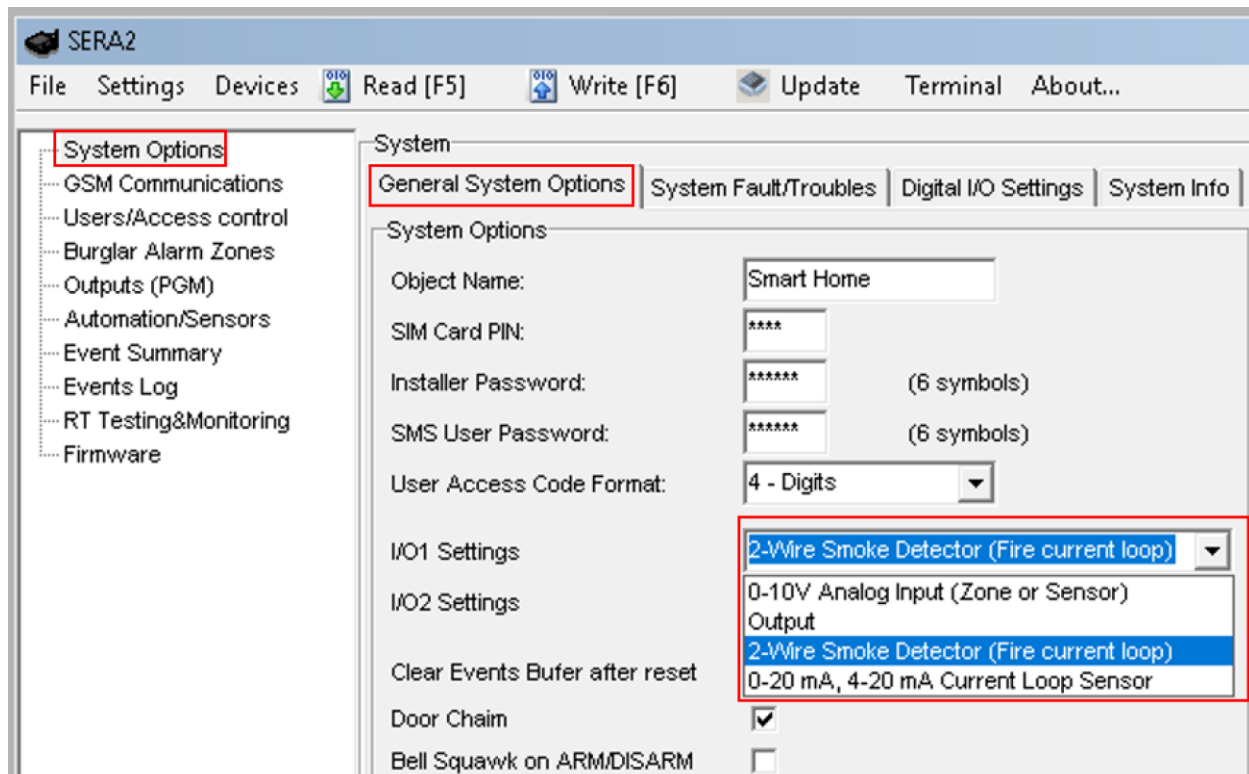 SERA2
File Settings Devices Read [F5] Write [F6] Update Terminal About...
System Options
GSM Communications
Users/Access control
Burglar Alarm Zones
Outputs (PGM)
Automation/Sensors
Event Summary
Events Log
RT Testing&Monitoring
Firmware
System
General System Options System Fault/Troubles Digital I/O Settings System Info
System Options
Object Name: Smart Home
SIM Card PIN: ****
Installer Password: ****** (6 symbols)
SMS User Password: ****** (6 symbols)
User Access Code Format: 4 - Digits
I/O1 Settings 2-Wire Smoke Detector (Fire current loop)
0-10V Analog Input (Zone or Sensor)
I/O2 Settings
Output
2-Wire Smoke Detector (Fire current loop)
0-20 mA, 4-20 mA Current Loop Sensor
Clear Events Bufer after reset
Door Chaim
Bell Squawk on ARM/DISARM